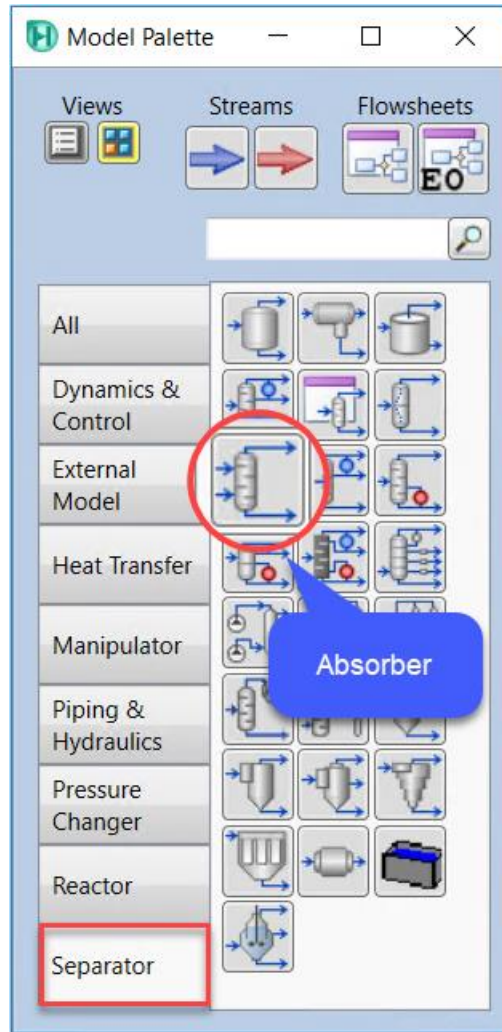 Model Palette
Views Streams Flowsheets
EO
All
Dynamics &
Control
External
Model
Heat Transfer
Manipulator
Absorber
Piping &
Hydraulics
Pressure
Changer
Reactor
Separator